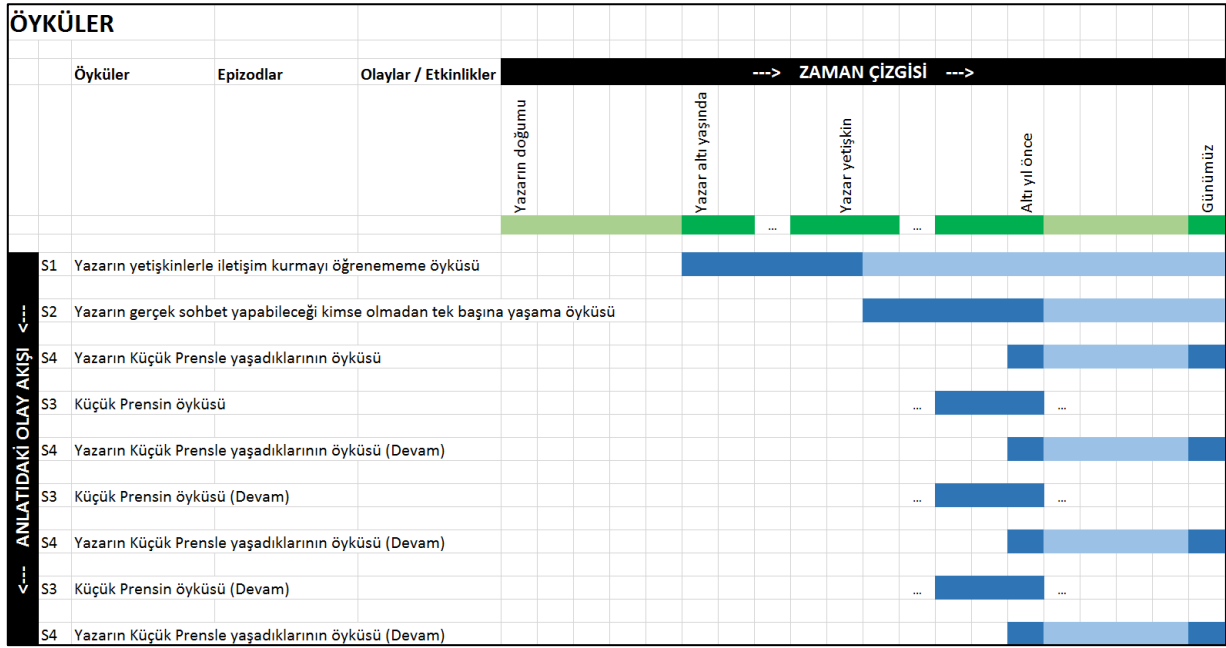 ÖYKÜLER
Öyküler Epizodlar Olaylar / Etkinlikler ---> ZAMAN ÇİZGİSİ --->
Yazarın doğumu
Yazar altı yaşında
Yazar yetişkin
Altı yıl önce
Günümüz
... ...
<--- ANLATIDAKİ OLAY AKIŞI <---
S1 Yazarın yetişkinlerle iletişim kurmayı öğrenememe öyküsü
S2 Yazarın gerçek sohbet yapabileceği kimse olmadan tek başına yaşama öyküsü
S4 Yazarın Küçük Prensle yaşadıklarının öyküsü
S3 Küçük Prensin öyküsü ... ...
S4 Yazarın Küçük Prensle yaşadıklarının öyküsü (Devam)
S3 Küçük Prensin öyküsü (Devam) ... ...
S4 Yazarın Küçük Prensle yaşadıklarının öyküsü (Devam)
S3 Küçük Prensin öyküsü (Devam) ... ...
S4 Yazarın Küçük Prensle yaşadıklarının öyküsü (Devam)